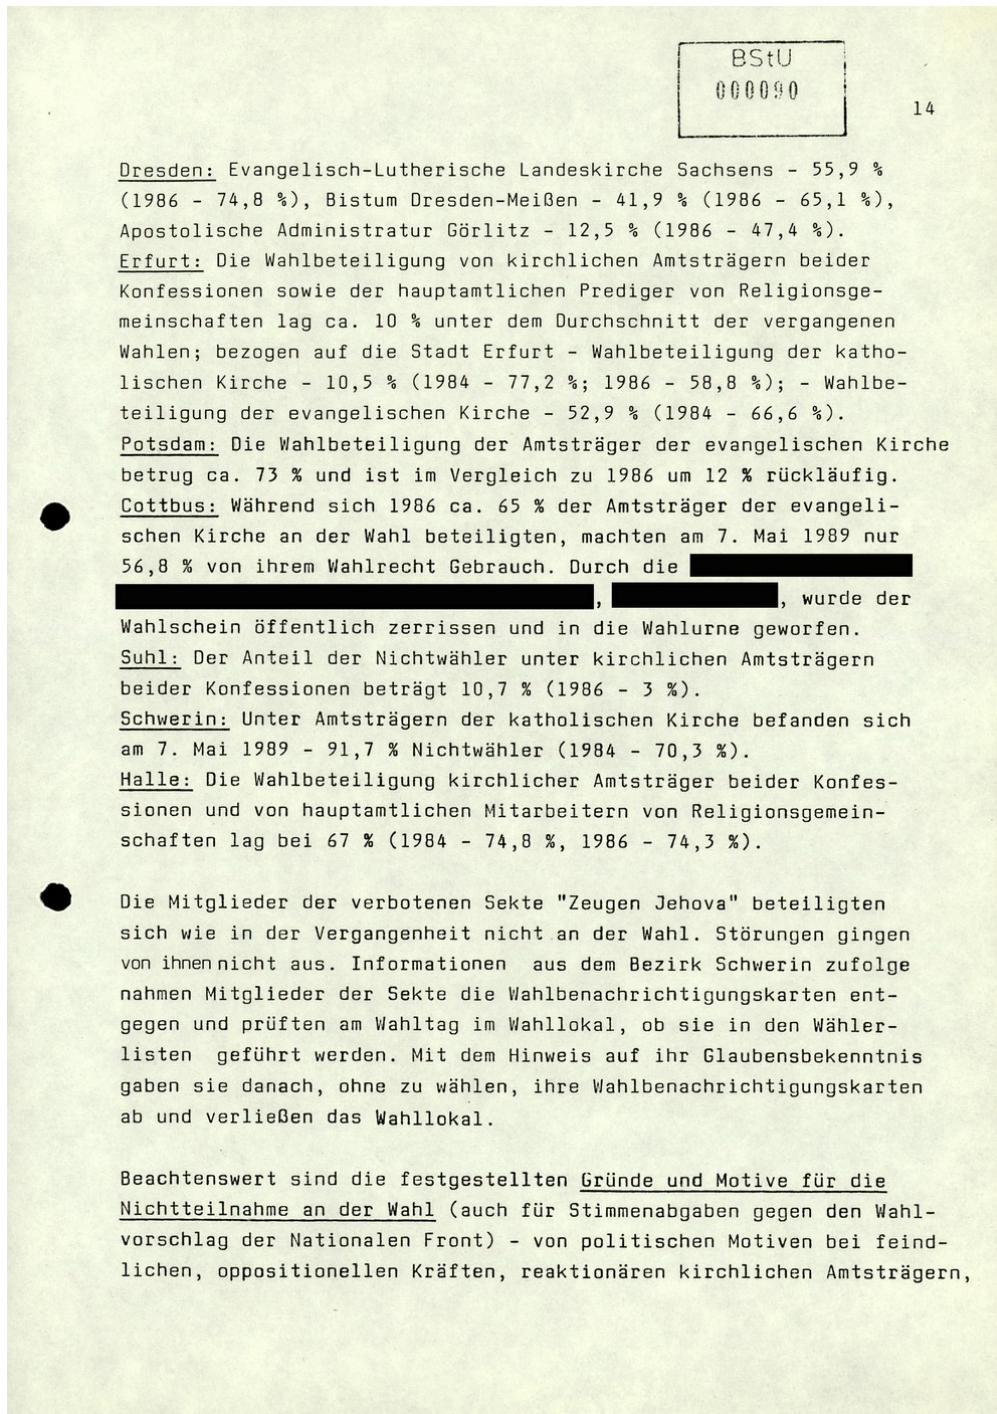 BStU
000090
14
Dresden: Evangelisch-Lutherische Landeskirche Sachsens - 55,9 %
(1986 - 74,8 %), Bistum Dresden-Meißen - 41,9 % (1986 - 65,1 %),
Apostolische Administratur Görlitz - 12,5 % (1986 - 47,4 %).
Erfurt: Die Wahlbeteiligung von kirchlichen Amtsträgern beider
Konfessionen sowie der hauptamtlichen Prediger von Religionsge-
meinschaften lag ca. 10 % unter dem Durchschnitt der vergangenen
Wahlen; bezogen auf die Stadt Erfurt - Wahlbeteiligung der katho-
lischen Kirche - 10,5 % (1984 - 77,2 %; 1986 - 58,8 %); - Wahlbe-
teiligung der evangelischen Kirche - 52,9 % (1984 - 66,6 %).
Potsdam: Die Wahlbeteiligung der Amtsträger der evangelischen Kirche
betrug ca. 73 % und ist im Vergleich zu 1986 um 12 % rückläufig.
Cottbus: Während sich 1986 ca. 65 % der Amtsträger der evangeli-
schen Kirche an der Wahl beteiligten, machten am 7. Mai 1989 nur
56,8 % von ihrem Wahlrecht Gebrauch. Durch die
, , wurde der
Wahlschein öffentlich zerrissen und in die Wahlurne geworfen.
Suhl: Der Anteil der Nichtwähler unter kirchlichen Amtsträgern
beider Konfessionen beträgt 10,7 % (1986 - 3 %).
Schwerin: Unter Amtsträgern der katholischen Kirche befanden sich
am 7. Mai 1989 - 91,7 % Nichtwähler (1984 - 70,3 %).
Halle: Die Wahlbeteiligung kirchlicher Amtsträger beider Konfes-
sionen und von hauptamtlichen Mitarbeitern von Religionsgemein-
schaften lag bei 67 % (1984 - 74,8 %, 1986 - 74,3 %).
Die Mitglieder der verbotenen Sekte "Zeugen Jehova" beteiligten
sich wie in der Vergangenheit nicht an der Wahl. Störungen gingen
von ihnen nicht aus. Informationen aus dem Bezirk Schwerin zufolge
nahmen Mitglieder der Sekte die Wahlbenachrichtigungskarten ent-
gegen und prüften am Wahltag im Wahllokal, ob sie in den Wähler-
listen geführt werden. Mit dem Hinweis auf ihr Glaubensbekenntnis
gaben sie danach, ohne zu wählen, ihre Wahlbenachrichtigungskarten
ab und verließen das Wahllokal.
Beachtenswert sind die festgestellten Gründe und Motive für die
Nichtteilnahme an der Wahl (auch für Stimmenabgaben gegen den Wahl-
vorschlag der Nationalen Front) - von politischen Motiven bei feind-
lichen, oppositionellen Kräften, reaktionären kirchlichen Amtsträgern,